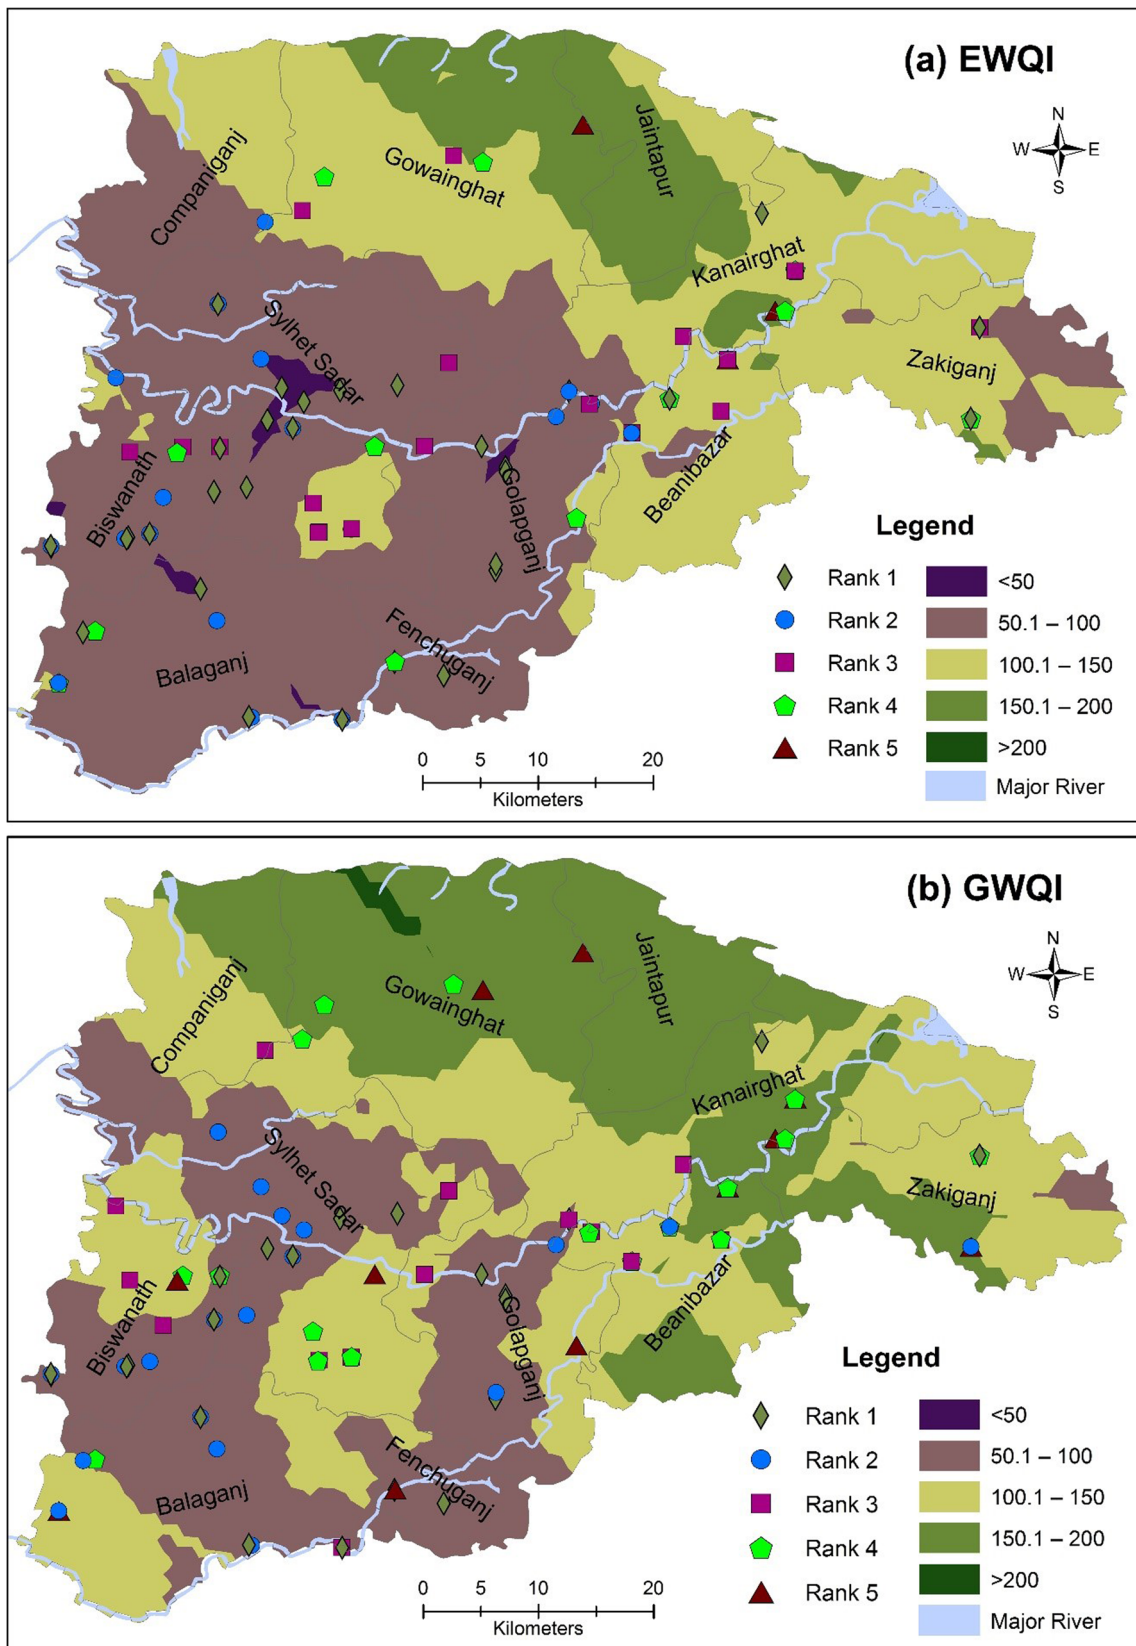 (a) EWQI
N
W E
S
Companiganj
Gowainghat
Jaintapur
Kanairghat
Sylhet Sadar
Zakiganj
Biswanath
Golapganj
Beanibazar
Balaganj
Fenchuganj
Legend
Rank 1
Rank 2
Rank 3
Rank 4
Rank 5
<50
50.1 – 100
100.1 – 150
150.1 – 200
>200
Major River
0 5 10 20
Kilometers
(b) GWQI
N
W E
S
Companiganj
Gowainghat
Jaintapur
Kanairghat
Sylhet Sadar
Zakiganj
Biswanath
Golapganj
Beanibazar
Balaganj
Fenchuganj
Legend
Rank 1
Rank 2
Rank 3
Rank 4
Rank 5
<50
50.1 – 100
100.1 – 150
150.1 – 200
>200
Major River
0 5 10 20
Kilometers